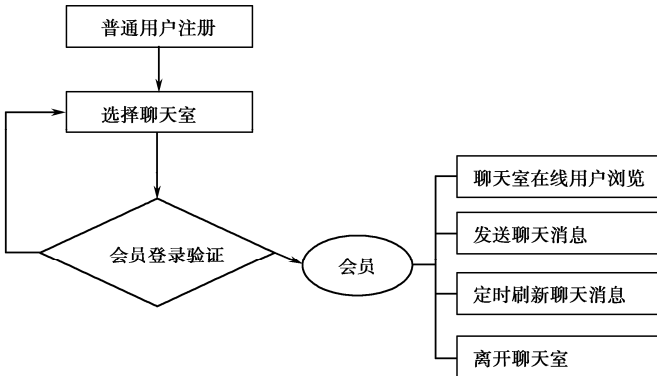 普通用户注册
选择聊天室
会员登录验证
会员
聊天室在线用户浏览
发送聊天消息
定时刷新聊天消息
离开聊天室